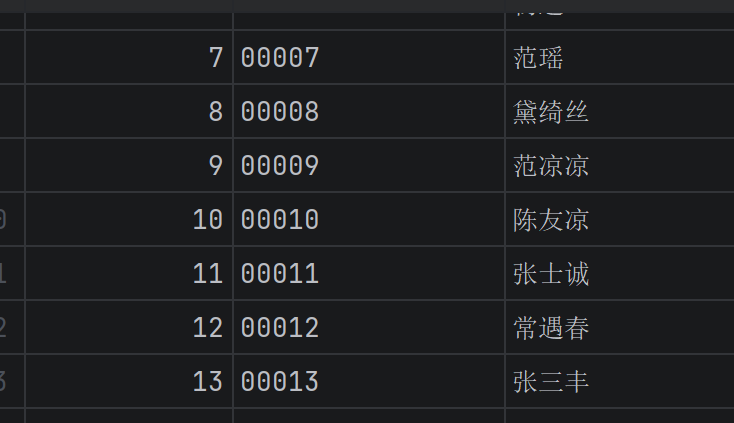 7 00007 范瑶
8 00008 黛绮丝
9 00009 范凉凉
10 00010 陈友凉
11 00011 张士诚
12 00012 常遇春
13 00013 张三丰